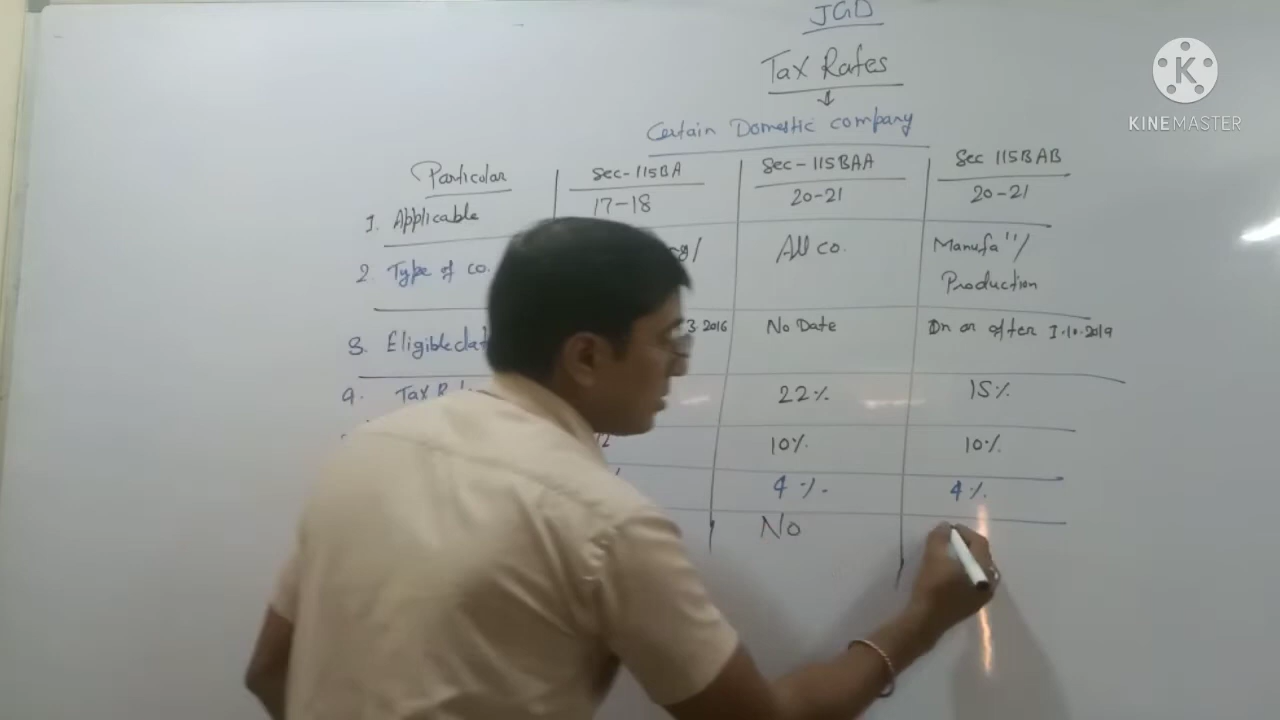 JGD
Tax Rates
Certain Domestic company
Particular Sec-115BA Sec-115BAA Sec 115BAB
1. Applicable 17-18 20-21 20-21
2. Type of co. All co. Manufa"/
Production
3. Eligible 3.2016 No Date On or after 1.10.2019
4. Tax 22% 15%
12 10% 10%
4% 4%
No
K
KINEMASTER